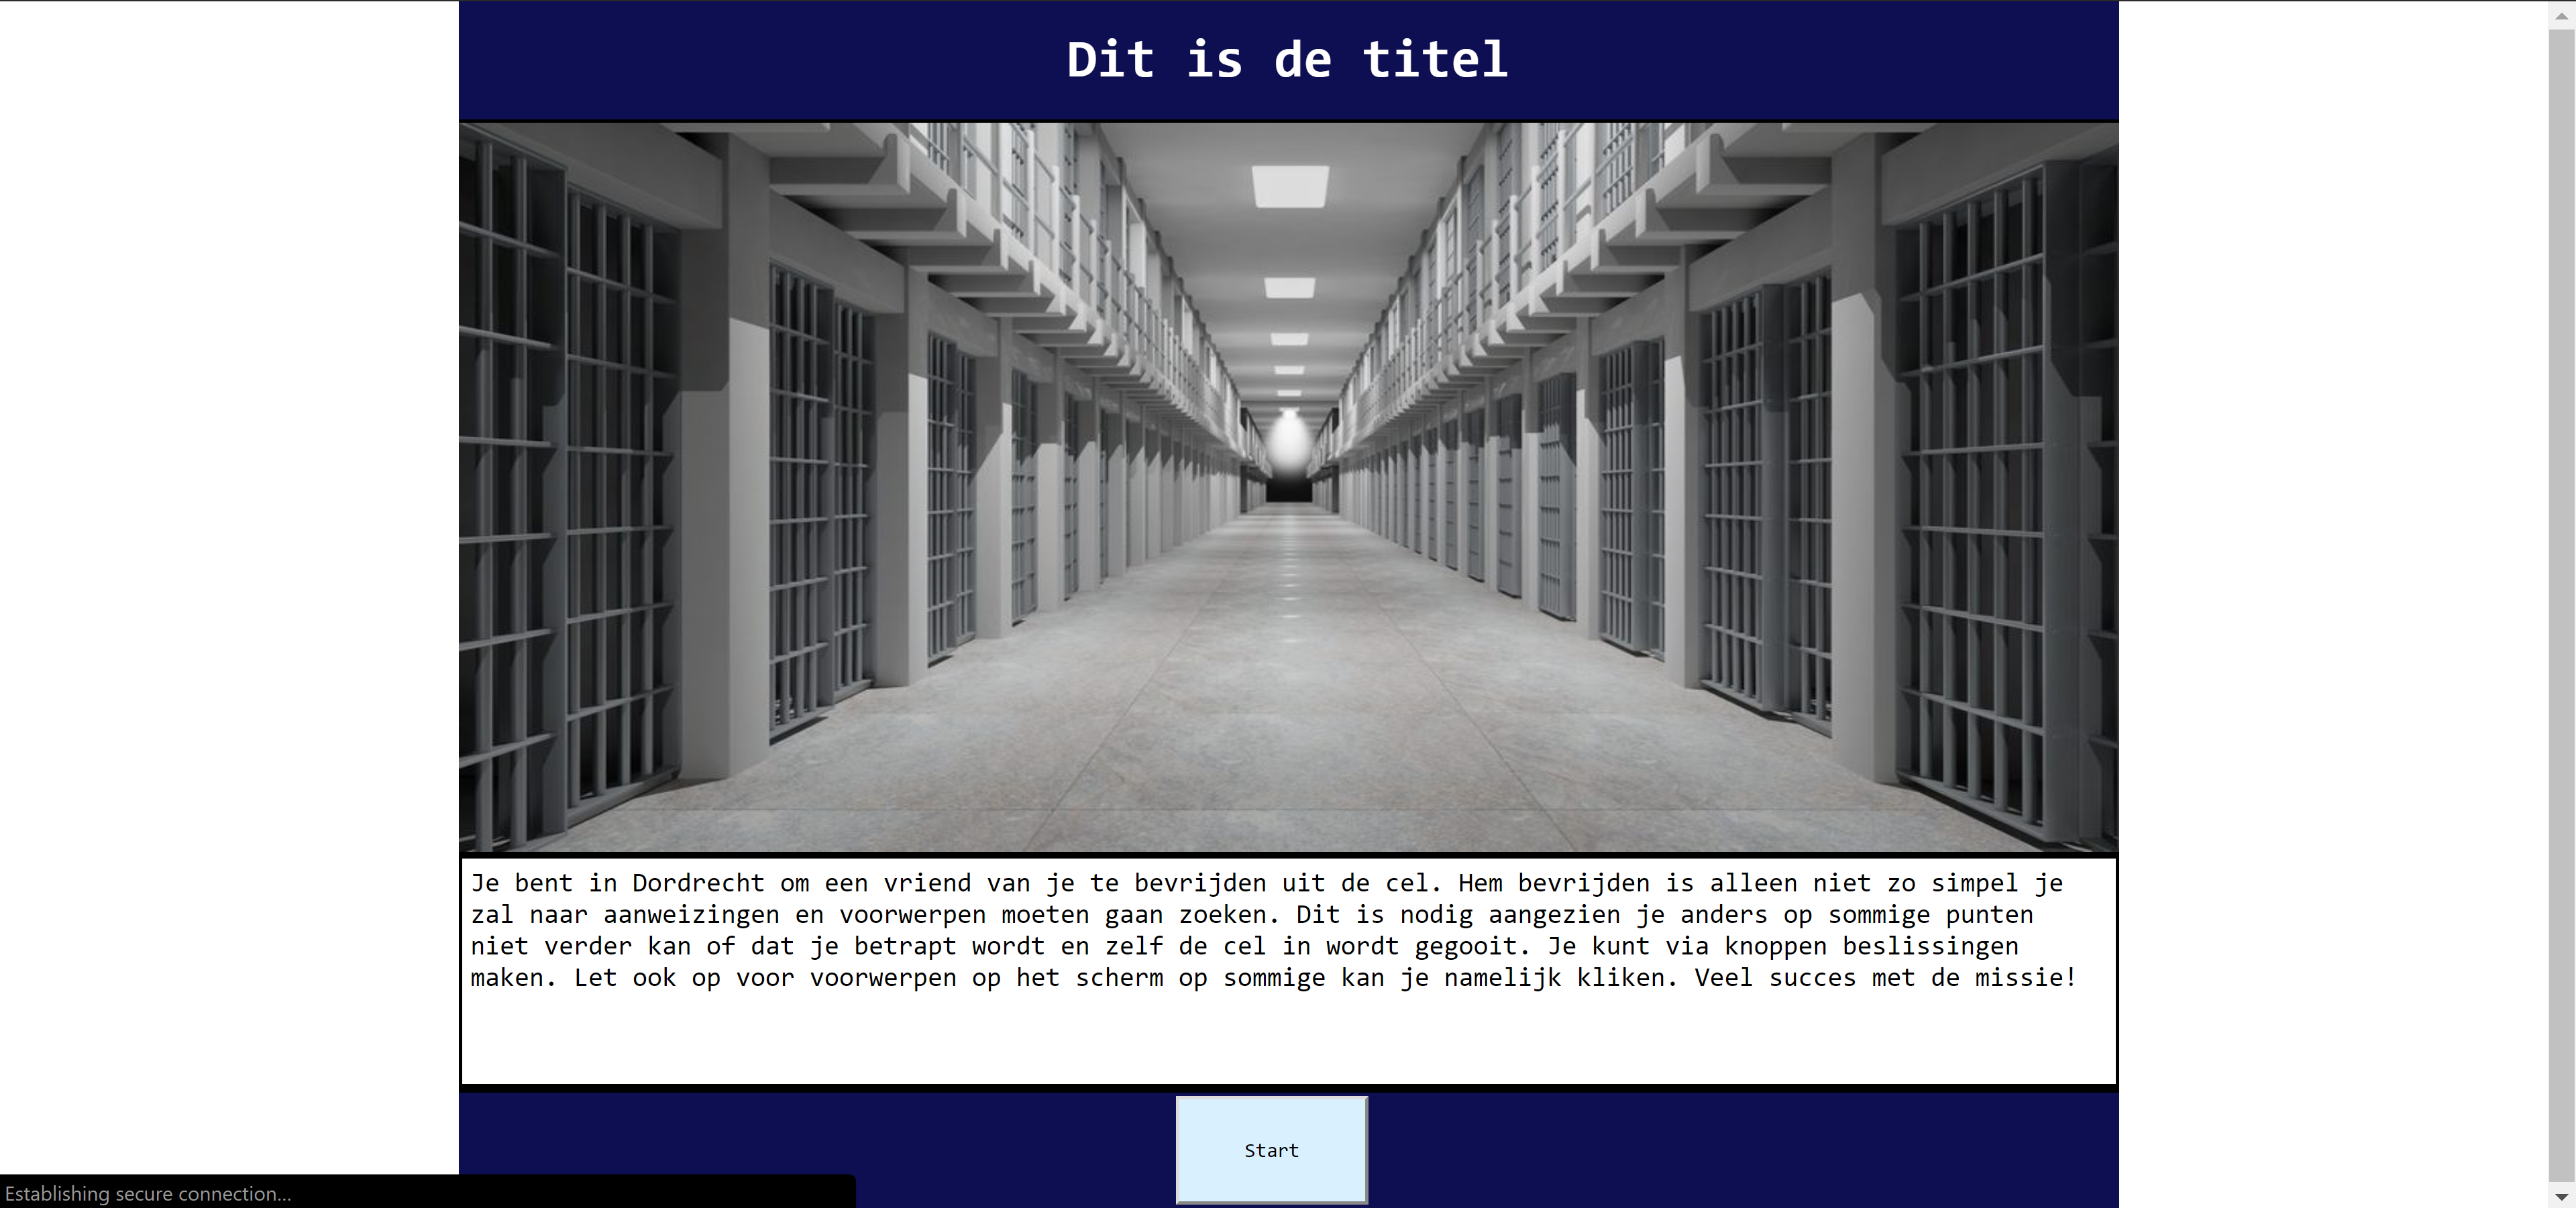 Dit is de titel
Je bent in Dordrecht om een vriend van je te bevrijden uit de cel. Hem bevrijden is alleen niet zo simpel je
zal naar aanweizingen en voorwerpen moeten gaan zoeken. Dit is nodig aangezien je anders op sommige punten
niet verder kan of dat je betrapt wordt en zelf de cel in wordt gegooit. Je kunt via knoppen beslissingen
maken. Let ook op voor voorwerpen op het scherm op sommige kan je namelijk kliken. Veel succes met de missie!
Start
Establishing secure connection...